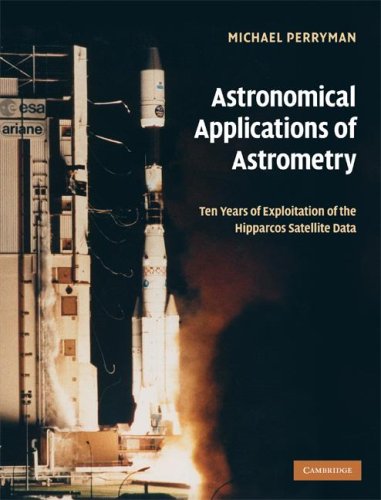 MICHAEL PERRYMAN
Astronomical
Applications of
Astrometry
Ten Years of Exploitation of the
Hipparcos Satellite Data
esa
ariane
CAMBRIDGE